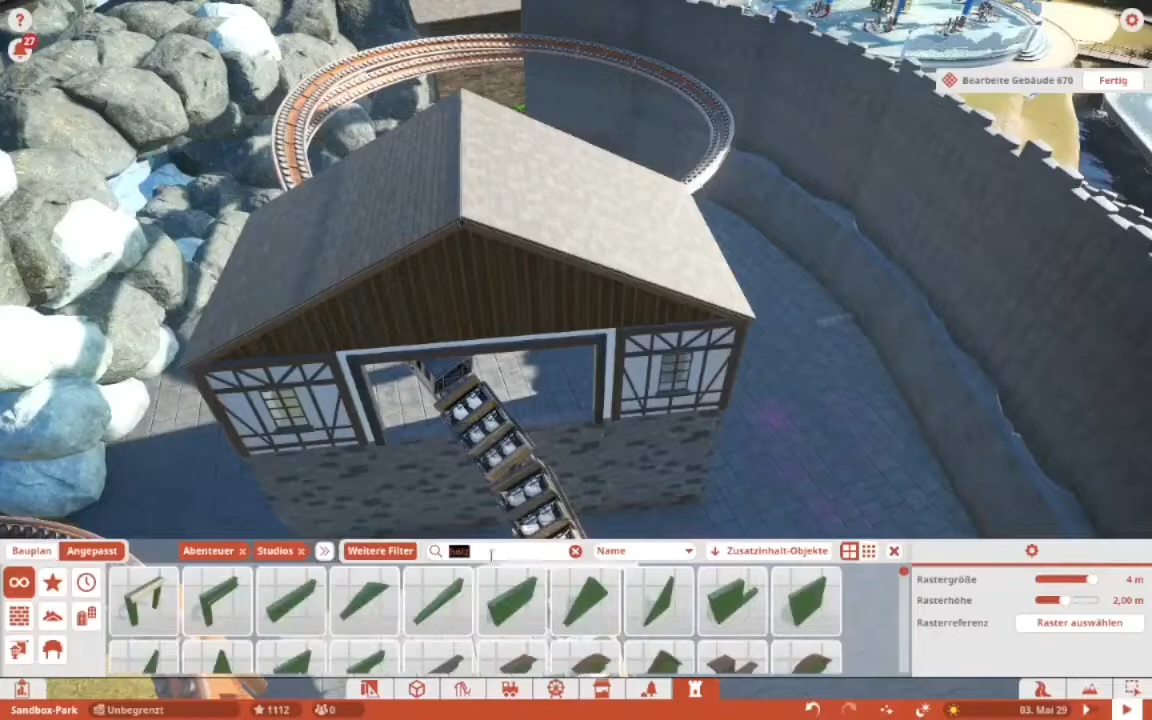 ?
27
Bearbeite Gebäude 670
Fertig
Bauplan
Angepasst
Abenteuer x
Studios x
Weitere Filter
holz
Name
Zusatzinhalt-Objekte
Rastergröße
4 m
Rasterhöhe
2,00 m
Rasterreferenz
Raster auswählen
Sandbox-Park
Unbegrenzt
1112
0
03. Mai 29